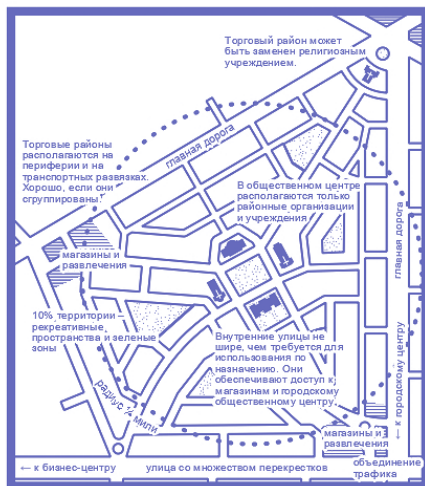 Торговый район может
быть заменен религиозным
учреждением.
главная дорога
Торговые районы
располагаются на
периферии и на
транспортных развязках.
Хорошо, если они
сгруппированы.
В общественном центре
располагаются только
районные организации
и учреждения
главная дорога
магазины и
развлечения
10% территории –
рекреативные,
пространства и зеленые
зоны
Внутренние улицы не
шире, чем требуется для
использования по
назначению. Они
обеспечивают доступ к
магазинам и городскому
общественному центру.
← к городскому центру
радиус ¼ мили
магазины и
развлечения
← к бизнес-центру
улица со множеством перекрестков
объединение
трафика